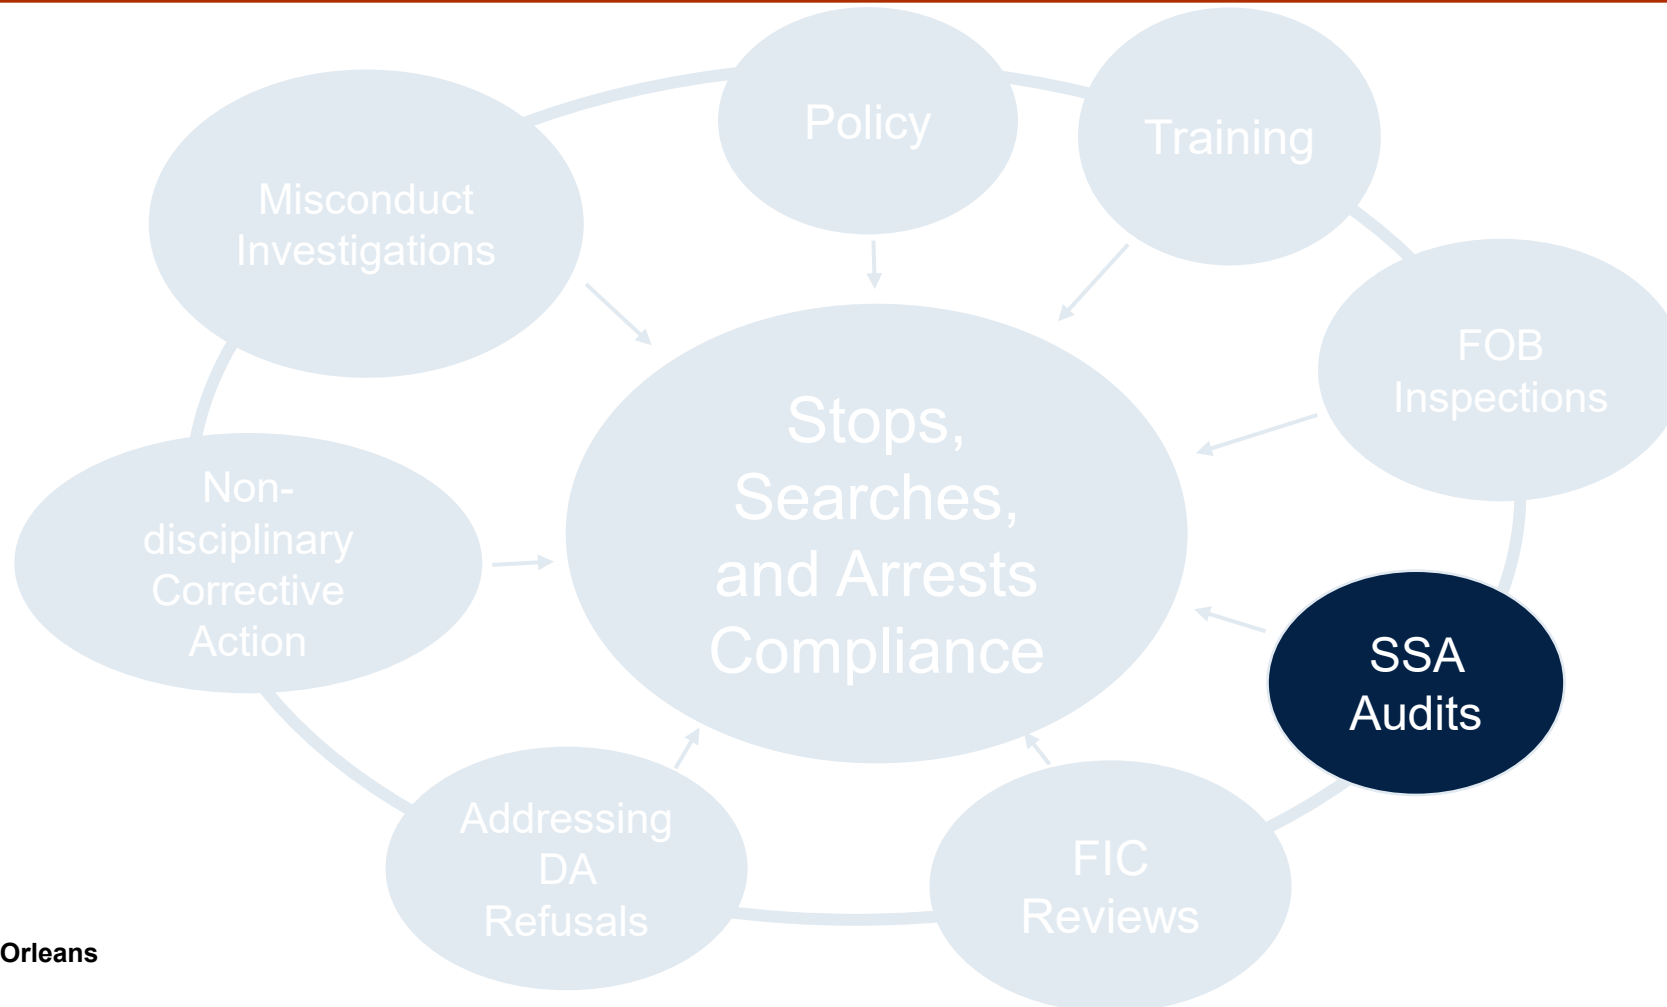 Policy
Training
Misconduct
Investigations
FOB
Inspections
Stops,
Searches,
and Arrests
Compliance
Non-
disciplinary
Corrective
Action
SSA
Audits
Addressing
DA
Refusals
FIC
Reviews
Orleans